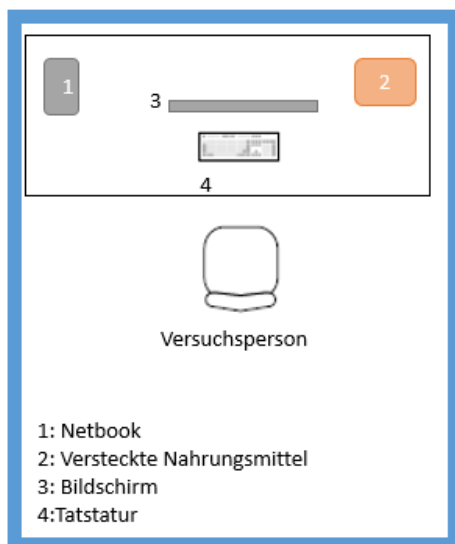 1
2
3
4
Versuchsperson
1: Netbook
2: Versteckte Nahrungsmittel
3: Bildschirm
4:Tatstatur